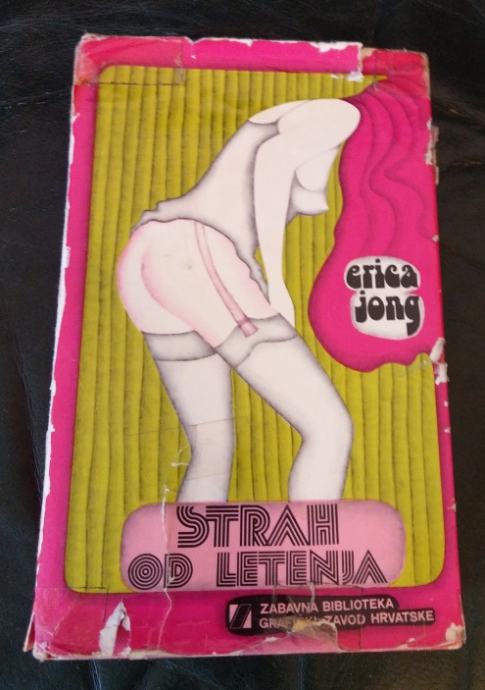 erica
jong
STRAH
OD LETENJA
ZABAVNA BIBLIOTEKA
GRAFIČKI ZAVOD HRVATSKE